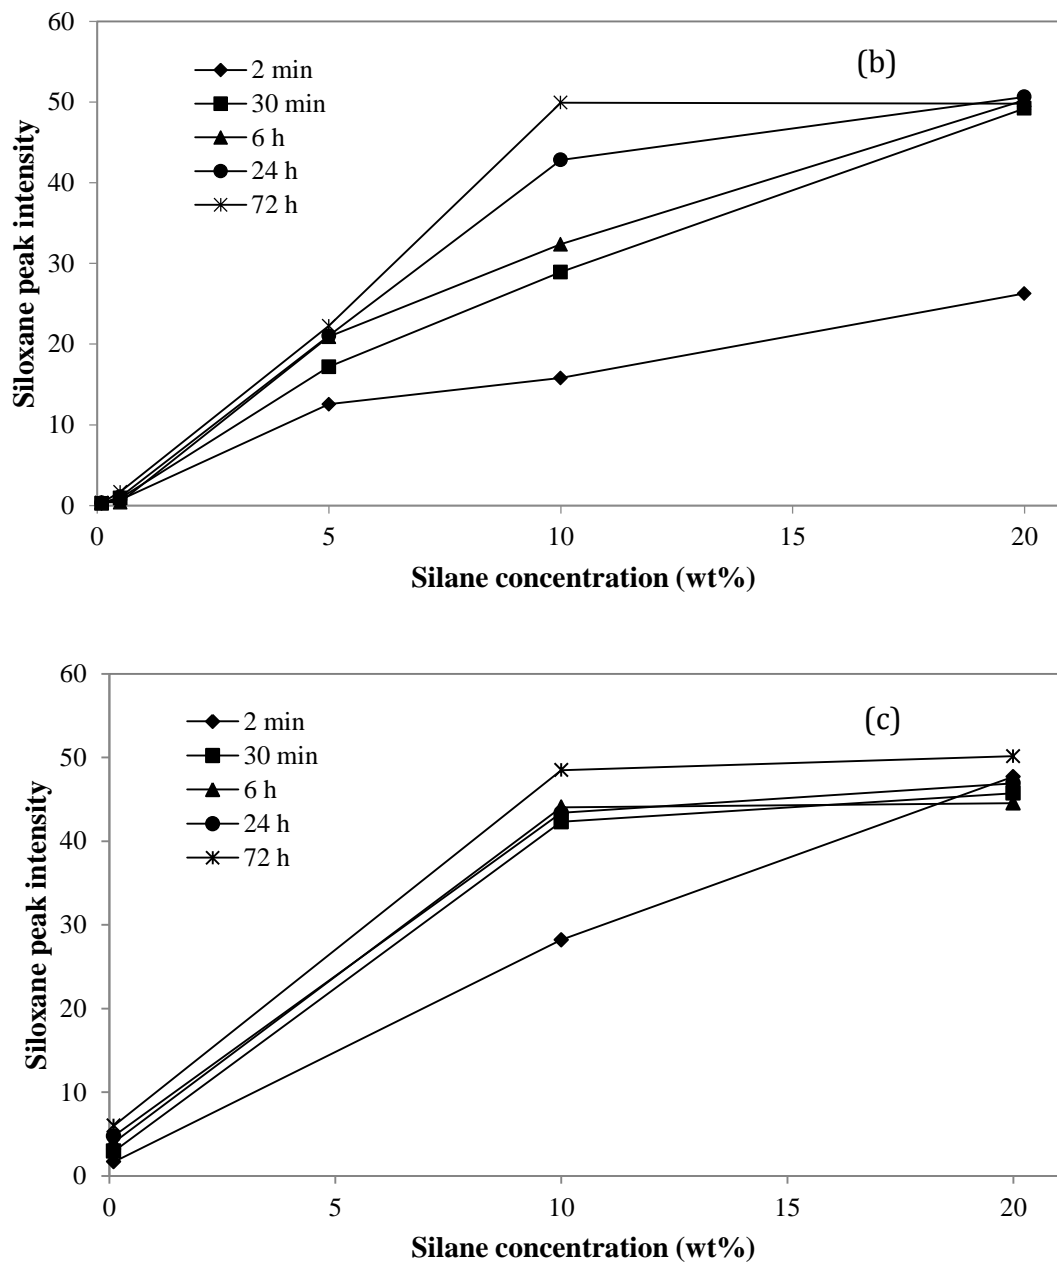 (b)
2 min
30 min
6 h
24 h
72 h
Siloxane peak intensity
60
50
40
30
20
10
0
0 5 10 15 20
Silane concentration (wt%)
(c)
2 min
30 min
6 h
24 h
72 h
Siloxane peak intensity
60
50
40
30
20
10
0
0 5 10 15 20
Silane concentration (wt%)